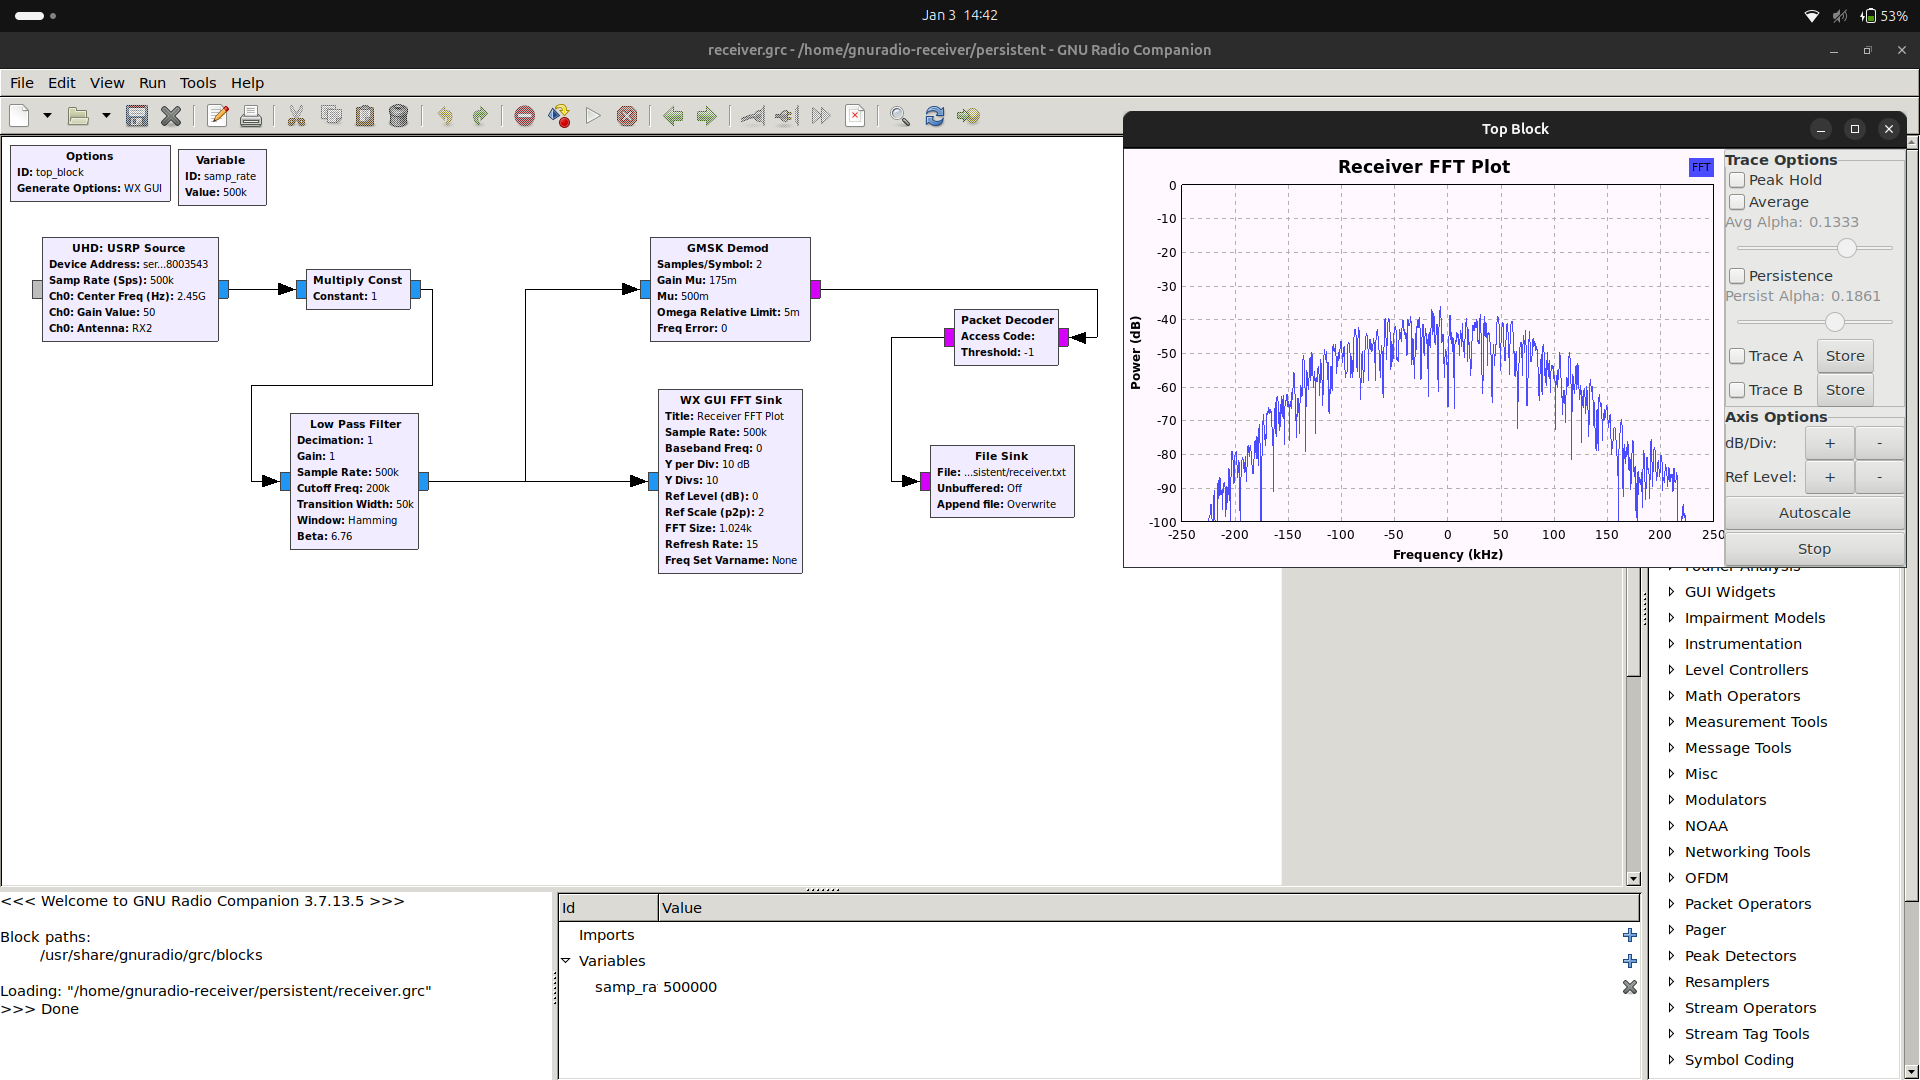 Jan 3 14:42
53%
receiver.grc - /home/gnuradio-receiver/persistent - GNU Radio Companion
File Edit View Run Tools Help
Options
ID: top_block
Generate Options: WX GUI
Variable
ID: samp_rate
Value: 500k
UHD: USRP Source
Device Address: ser...8003543
Samp Rate (Sps): 500k
Ch0: Center Freq (Hz): 2.45G
Ch0: Gain Value: 50
Ch0: Antenna: RX2
Multiply Const
Constant: 1
Low Pass Filter
Decimation: 1
Gain: 1
Sample Rate: 500k
Cutoff Freq: 200k
Transition Width: 50k
Window: Hamming
Beta: 6.76
GMSK Demod
Samples/Symbol: 2
Gain Mu: 175m
Mu: 500m
Omega Relative Limit: 5m
Freq Error: 0
WX GUI FFT Sink
Title: Receiver FFT Plot
Sample Rate: 500k
Baseband Freq: 0
Y per Div: 10 dB
Y Divs: 10
Ref Level (dB): 0
Ref Scale (p2p): 2
FFT Size: 1.024k
Refresh Rate: 15
Freq Set Varname: None
Packet Decoder
Access Code:
Threshold: -1
File Sink
File: ...sistent/receiver.txt
Unbuffered: Off
Append file: Overwrite
Top Block
Receiver FFT Plot
FFT
0
-10
-20
-30
-40
-50
-60
-70
-80
-90
-100
Power (dB)
-250 -200 -150 -100 -50 0 50 100 150 200 250
Frequency (kHz)
Trace Options
Peak Hold
Average
Avg Alpha: 0.1333
Persistence
Persist Alpha: 0.1861
Trace A Store
Trace B Store
Axis Options
dB/Div: + -
Ref Level: + -
Autoscale
Stop
Fourier Analysis
GUI Widgets
Impairment Models
Instrumentation
Level Controllers
Math Operators
Measurement Tools
Message Tools
Misc
Modulators
NOAA
Networking Tools
OFDM
Packet Operators
Pager
Peak Detectors
Resamplers
Stream Operators
Stream Tag Tools
Symbol Coding
<<< Welcome to GNU Radio Companion 3.7.13.5 >>>
Block paths:
/usr/share/gnuradio/grc/blocks
Loading: "/home/gnuradio-receiver/persistent/receiver.grc"
>>> Done
Id Value
Imports
Variables
samp_ra 500000